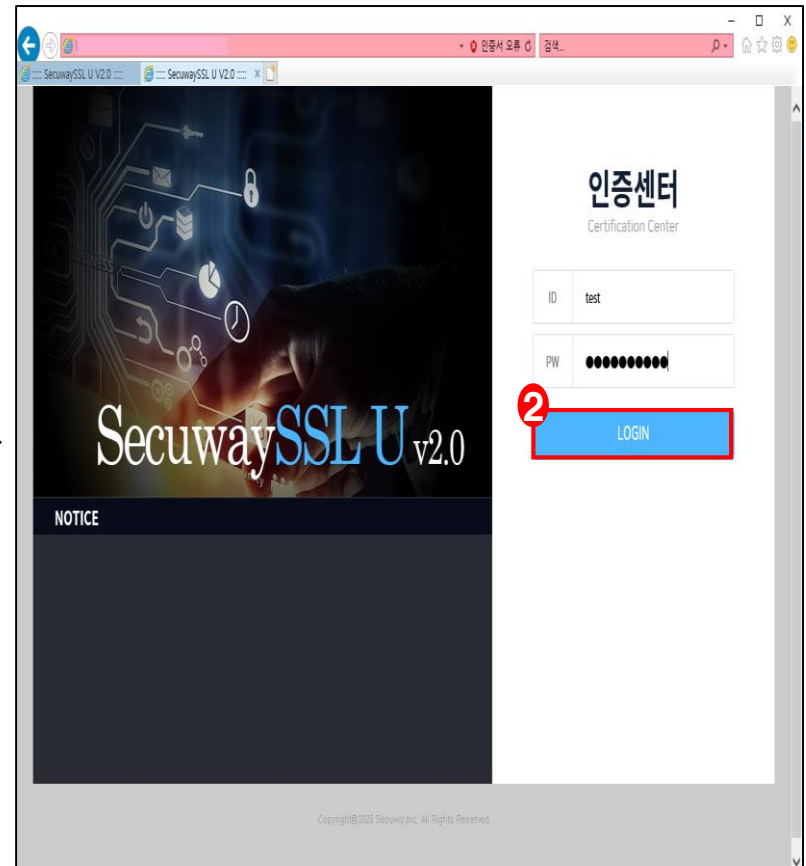 인증서 오류
검색...
:::: SecuwaySSL U V2.0 ::::
:::: SecuwaySSL U V2.0 ::::
인증센터
Certification Center
ID
test
PW
2
LOGIN
SecuwaySSL U v2.0
NOTICE
Copyright@2020 Secuwiz Inc, All Rights Reserved.